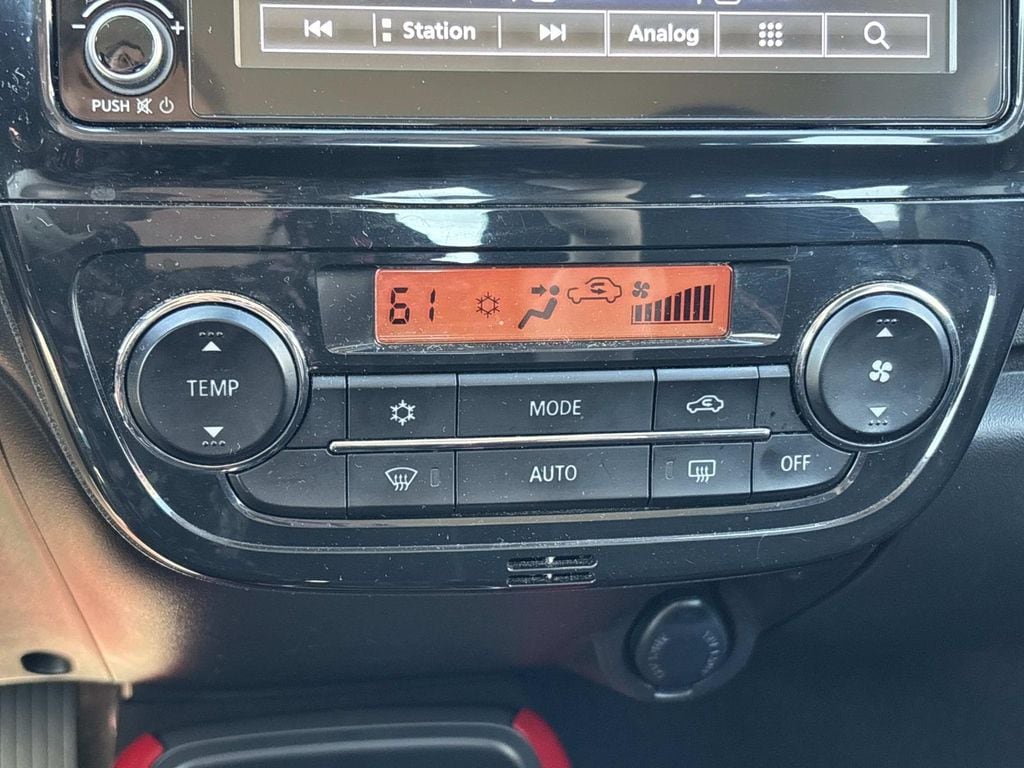 - +
Station
Analog
PUSH
61
TEMP
MODE
AUTO
OFF